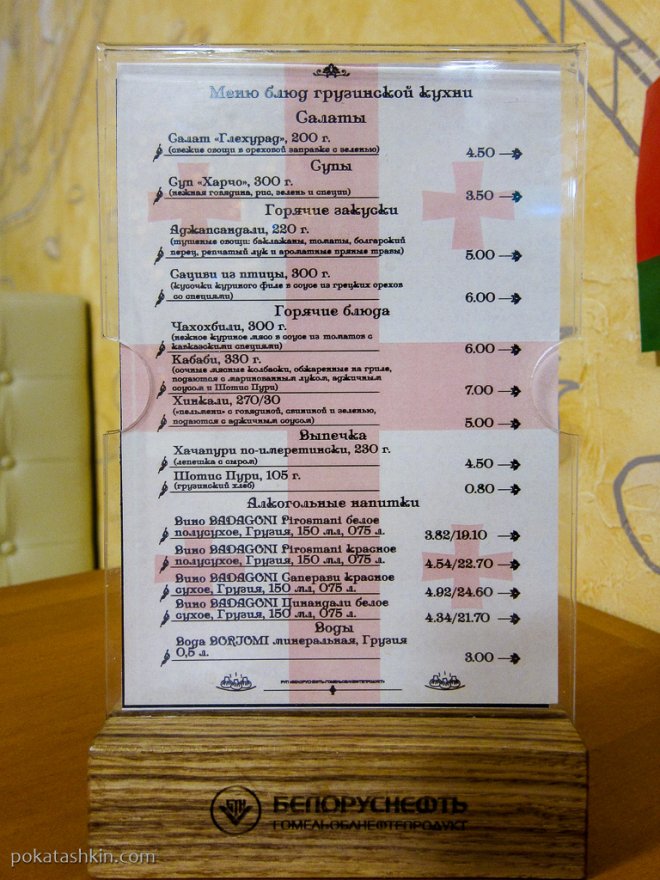 Меню блюд грузинской кухни
Салаты
Салат «Глехурад», 200 г.
(свежие овощи в ореховой заправке с зеленью)
4.50
Супы
Суп «Харчо», 300 г.
(нежная говядина, рис, зелень и специи)
3.50
Горячие закуски
Аджапсандали, 220 г.
(тушеные овощи: баклажаны, томаты, болгарский
перец, репчатый лук и ароматные пряные травы)
5.00
Сациви из птицы, 300 г.
(кусочки куриного филе в соусе из грецких орехов
со специями)
6.00
Горячие блюда
Чахохбили, 300 г.
(нежное куриное мясо в соусе из томатов с
кавказскими специями)
6.00
Кабаби, 330 г.
(сочные мясные колбаски, обжаренные на гриле,
подаются с маринованным луком, аджичным
соусом и Шотис Пури)
7.00
Хинкали, 270/30
(«пельмени» с говядиной, свининой и зеленью,
подаются с аджичным соусом)
5.00
Выпечка
Хачапури по-имеретински, 230 г.
(лепешка с сыром)
4.50
Шотис Пури, 105 г.
(грузинский хлеб)
0.80
Алкогольные напитки
Вино BADAGONI Pirosmani белое
полусухое, Грузия, 150 мл, 075 л.
3.82/19.10
Вино BADAGONI Pirosmani красное
полусухое, Грузия, 150 мл, 075 л.
4.54/22.70
Вино BADAGONI Саперави красное
сухое, Грузия, 150 мл, 075 л.
4.92/24.60
Вино BADAGONI Цинандали белое
сухое, Грузия, 150 мл, 075 л.
4.34/21.70
Воды
Вода BORJOMI минеральная, Грузия
0,5 л.
3.00
РУП «БЕЛОРУСНЕФТЬ-ГОМЕЛЬОБЛНЕФТЕПРОДУКТ»
БЕЛОРУСНЕФТЬ
ГОМЕЛЬОБЛНЕФТЕПРОДУКТ
pokatashkin.com